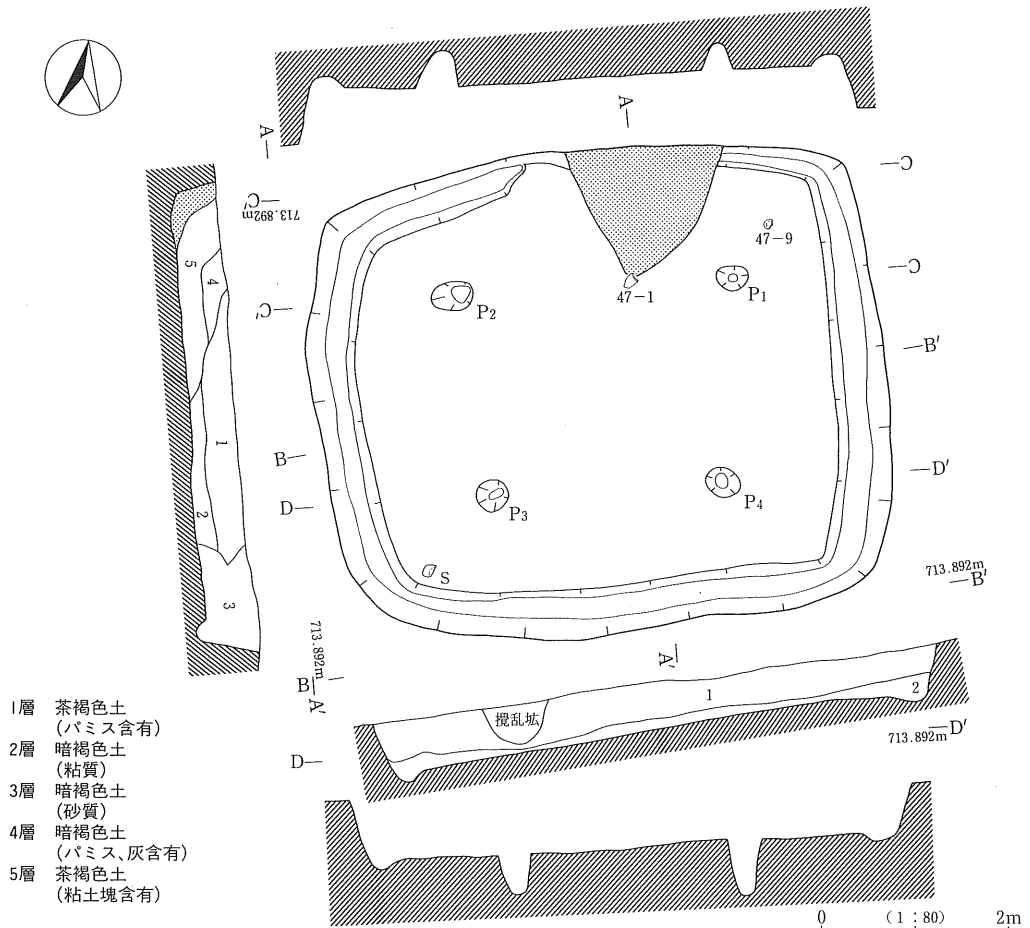 A
A
C
C'
713.892m
47-9
C
C'
47-1
P1
P2
B'
B
D'
D
P3
P4
S
713.892m
B'
713.892m
A'
B
A'
1
2
攪乱拡
713.892m
D'
D
5
4
1
2
3
1層 茶褐色土
(パミス含有)
2層 暗褐色土
(粘質)
3層 暗褐色土
(砂質)
4層 暗褐色土
(パミス、灰含有)
5層 茶褐色土
(粘土塊含有)
0 (1:80) 2m